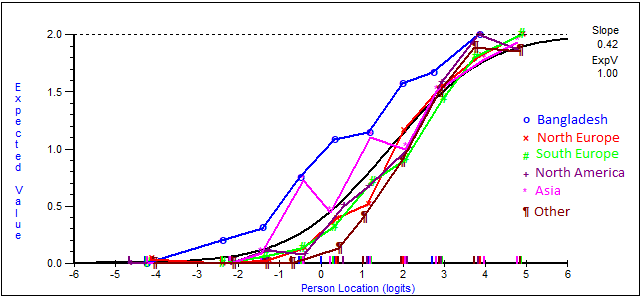 Slope
0.42
ExpV
1.00
2.0
1.5
1.0
0.5
0.0
Expected Value
Bangladesh
North Europe
South Europe
North America
Asia
Other
-6 -5 -4 -3 -2 -1 0 1 2 3 4 5 6
Person Location (logits)